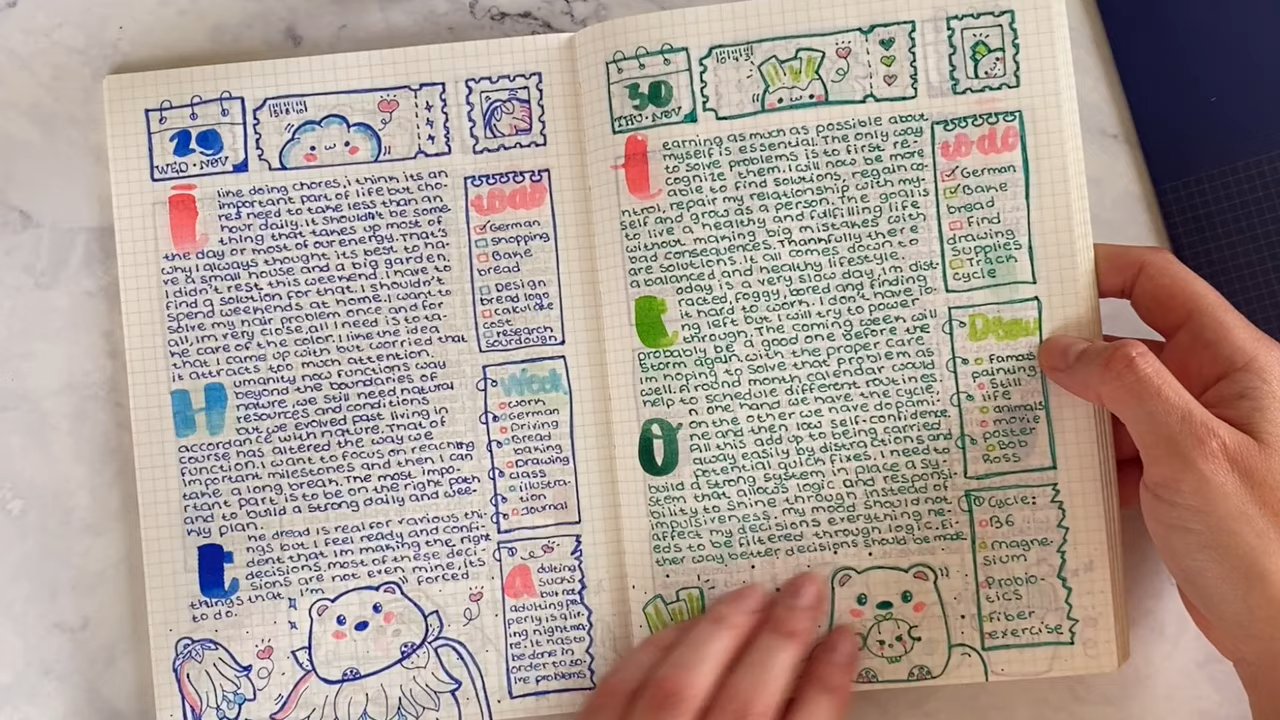 29
WED•NOV
i
like doing chores, i think its an
important part of life but cho-
res need to take less than an
hour daily. It shouldn't be some-
thing that takes up most of
the day or most of our energy. That's
why I always thought its best to ha-
ve a small house and a big garden.
I didn't rest this weekend. I have to
find a solution for that. I shouldn't
spend weekends at home. I want to
solve my hair problem once and for
all, im very close, all I need is to ta-
ke care of the color. I like the idea
that I came up with but worried that
it attracts too much attention.
Humanity now functions way
beyond the boundaries of
nature, we still need natural
resources and conditions
but we evolved past living in
accordance with nature. That of
course has altered the way we
function. I want to focus on reaching
important milestones and then I can
take a long break. The most impo-
rtant part is to be on the right path
and to build a strong daily and wee-
kly plan.
The dread is real for various thi-
ngs but I feel ready and confi-
dent that im making the right
decisions, most of these deci-
sions are not even mine, its
things that I'm forced
to do.
to do
German
shopping
Bake
bread
Design
bread logo
calculate
cost
research
sourdough
Week
work
German
Driving
Bread
baking
Drawing
class
illustra-
tion
Journal
adulting
sucks
but not
adulting pro-
perly is a liv-
ing nightma-
re. It has to
be done in
order to so-
lve problems
30
THU•NOV
Learning as much as possible about
myself is essential. The only way
to solve problems is to first re-
cognize them. I will now be more
able to find solutions, regain co-
ntrol, repair my relationship with my-
self and grow as a person. The goal is
to live a healthy and fulfilling life
without making big mistakes with
bad consequences. Thankfully there
are solutions. It all comes down to
a balanced and healthy lifestyle.
Today is a very slow day, im dist-
racted, foggy, bored and finding
it hard to work. I don't have lo-
ng left but I will try to power
through. The coming week will
probably be a good one before the
storm again. with the proper care
im hoping to solve that problem as
well. A round month calendar would
help to schedule different routines.
On one hand we have the cycle,
on the other we have dopami-
ne and then low self-confidence.
All this add up to being carried
away easily by distractions and
potential quick fixes. I need to
build a strong system, place a sy-
stem that allows logic and responsi-
bility to shine through instead of
impulsiveness. my mood should not
affect my decisions everything ne-
eds to be filtered through logic. Ei-
ther way better decisions should be made.
to do
German
Bake
bread
Find
drawing
supplies
Track
cycle
Draw
Famous
painting
still
life
animals
movie
poster
Bob
Ross
Cycle:
B6
magne-
sium
Probio-
tics
Fiber
exercise